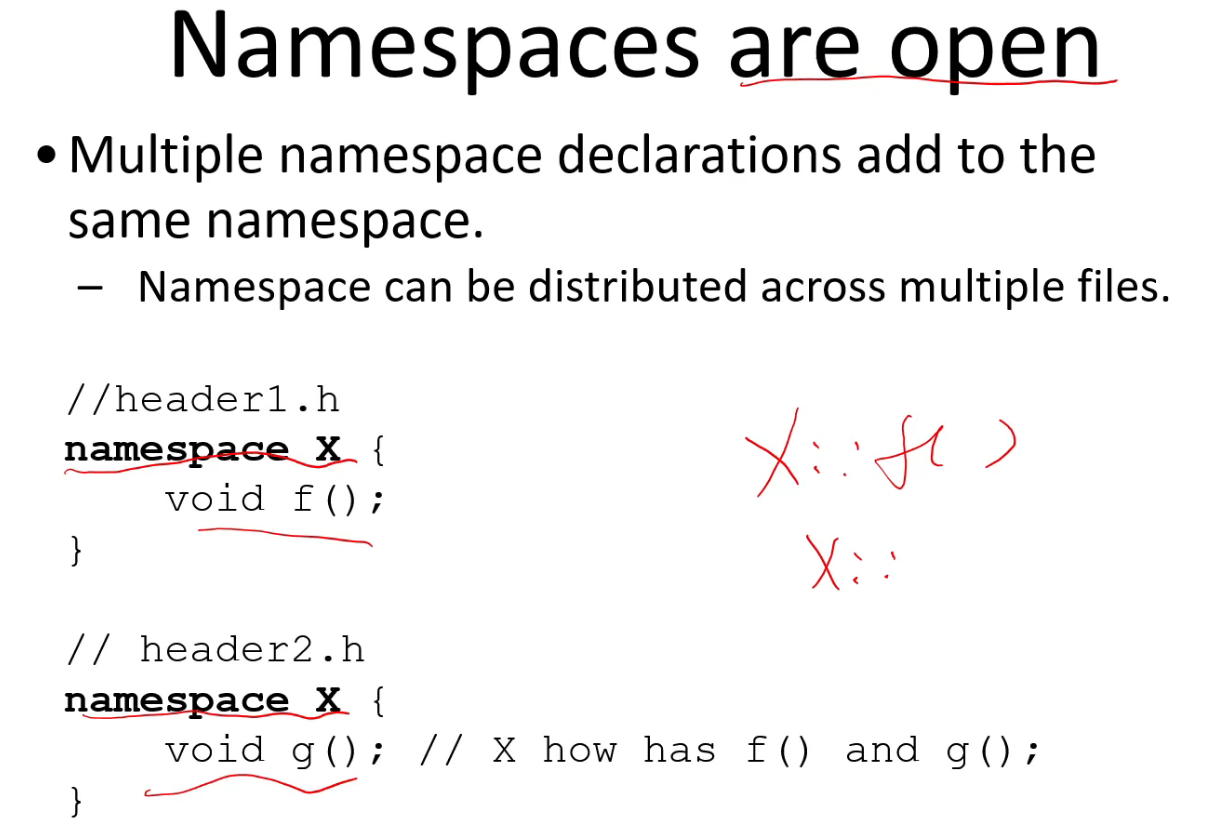 Namespaces are open
• Multiple namespace declarations add to the
same namespace.
– Namespace can be distributed across multiple files.
//header1.h
namespace X {
void f();
}
X::f( )
X::
// header2.h
namespace X {
void g(); // X how has f() and g();
}